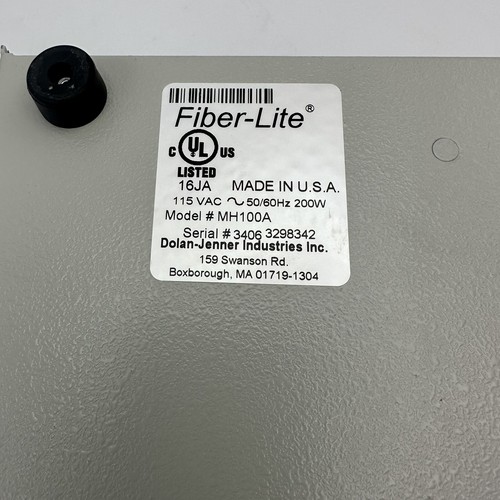 Fiber-Lite®
C UL US
LISTED
16JA MADE IN U.S.A.
115 VAC ~ 50/60Hz 200W
Model # MH100A
Serial # 3406 3298342
Dolan-Jenner Industries Inc.
159 Swanson Rd.
Boxborough, MA 01719-1304